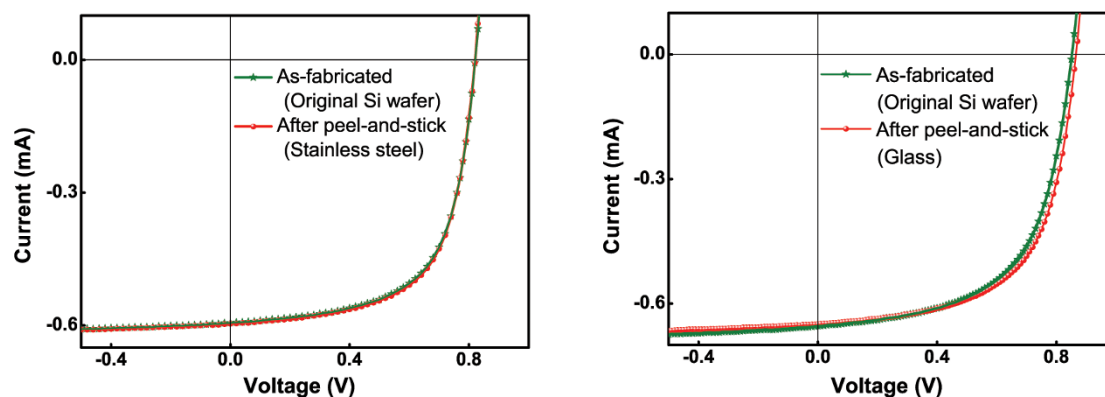 Current (mA)
0.0
-0.3
-0.6
As-fabricated
(Original Si wafer)
After peel-and-stick
(Stainless steel)
-0.4
0.0
0.4
0.8
Voltage (V)
Current (mA)
0.0
-0.3
-0.6
As-fabricated
(Original Si wafer)
After peel-and-stick
(Glass)
-0.4
0.0
0.4
0.8
Voltage (V)